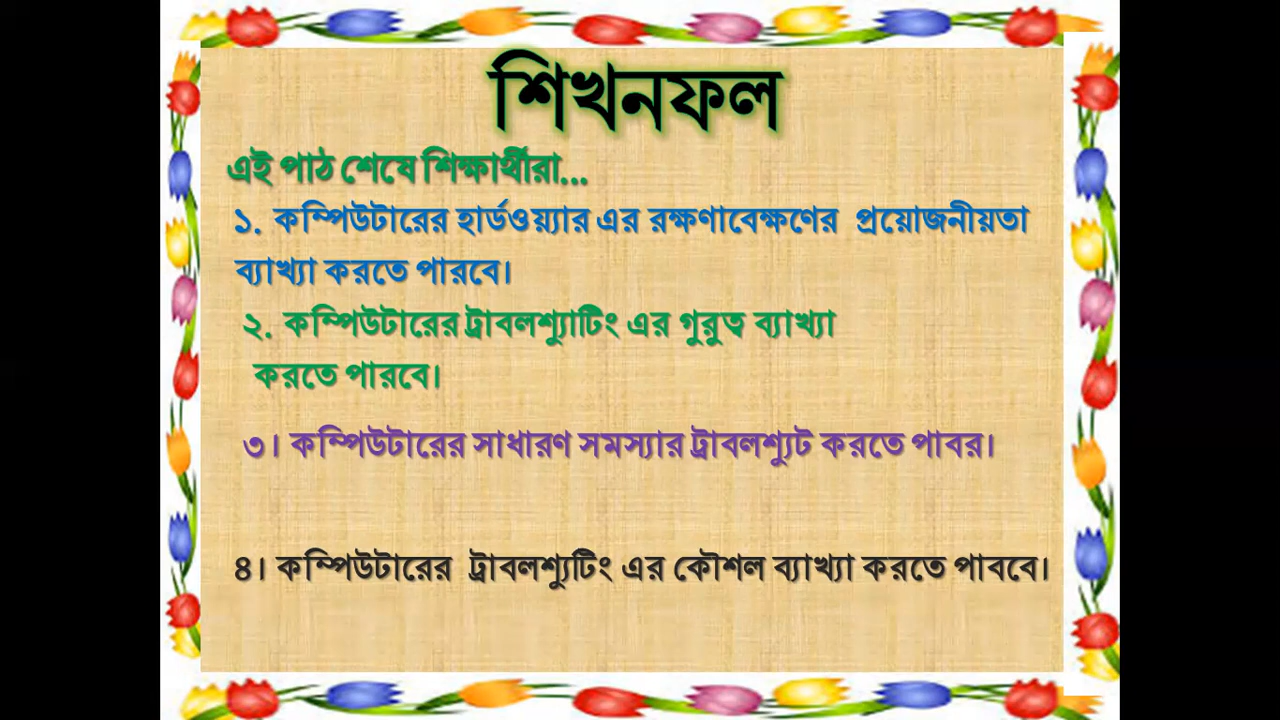 শিখনফল
এই পাঠ শেষে শিক্ষার্থীরা...
১. কম্পিউটারের হার্ডওয়্যার এর রক্ষণাবেক্ষণের প্রয়োজনীয়তা
ব্যাখ্যা করতে পারবে।
২. কম্পিউটারের ট্রাবলশ্যুাটিং এর গুরুত্ব ব্যাখ্যা
করতে পারবে।
৩। কম্পিউটারের সাধারণ সমস্যার ট্রাবলশ্যুট করতে পাবর।
৪। কম্পিউটারের ট্রাবলশ্যুটিং এর কৌশল ব্যাখ্যা করতে পাববে।